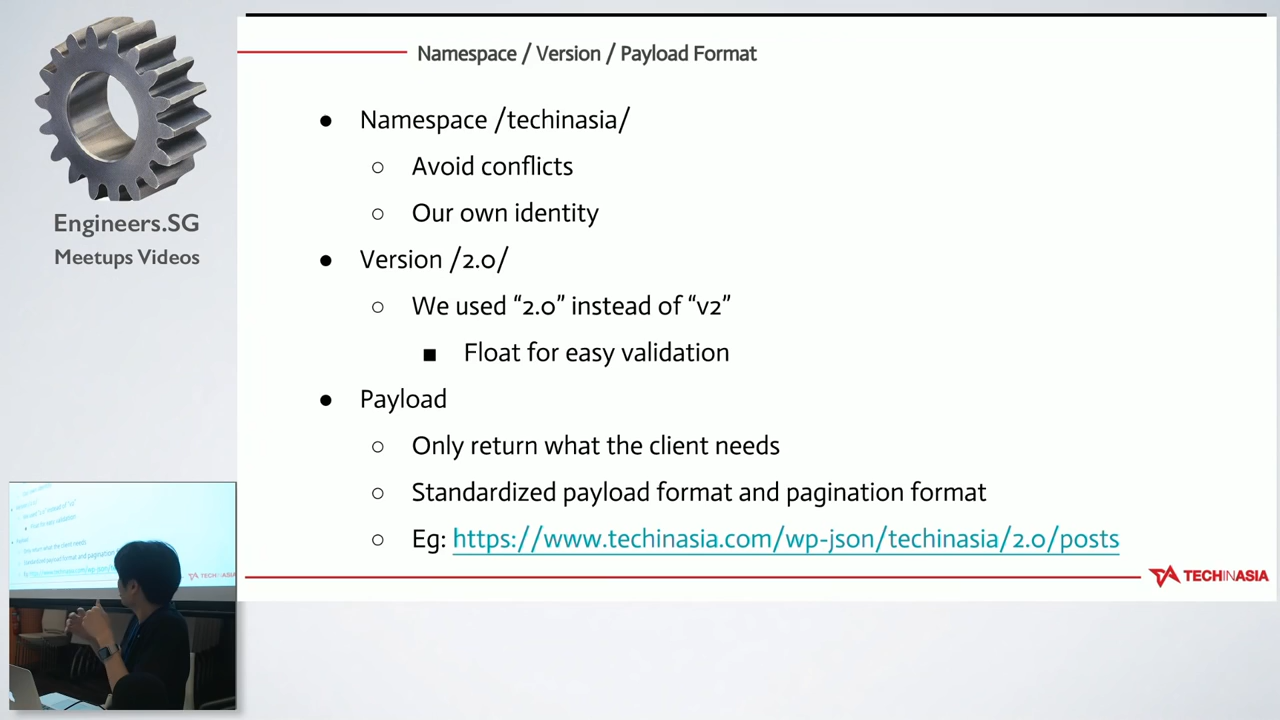 Namespace / Version / Payload Format
● Namespace /techinasia/
○ Avoid conflicts
○ Our own identity
● Version /2.0/
○ We used “2.0” instead of “v2”
■ Float for easy validation
● Payload
○ Only return what the client needs
○ Standardized payload format and pagination format
○ Eg: https://www.techinasia.com/wp-json/techinasia/2.0/posts
TECHINASIA
Engineers.SG
Meetups Videos